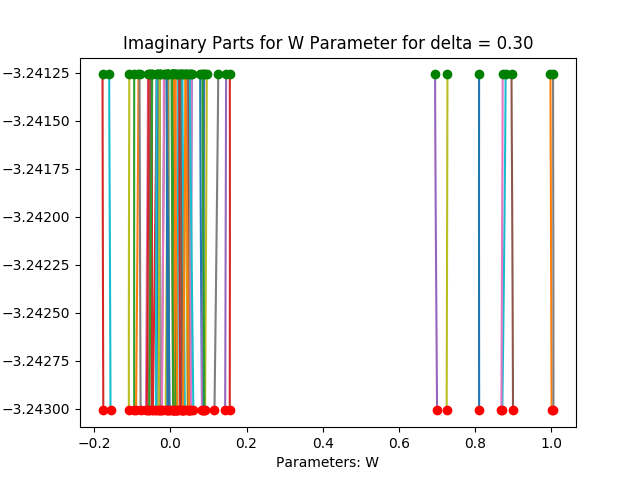 Imaginary Parts for W Parameter for delta = 0.30
−3.24125
−3.24150
−3.24175
−3.24200
−3.24225
−3.24250
−3.24275
−3.24300
−0.2 0.0 0.2 0.4 0.6 0.8 1.0
Parameters: W